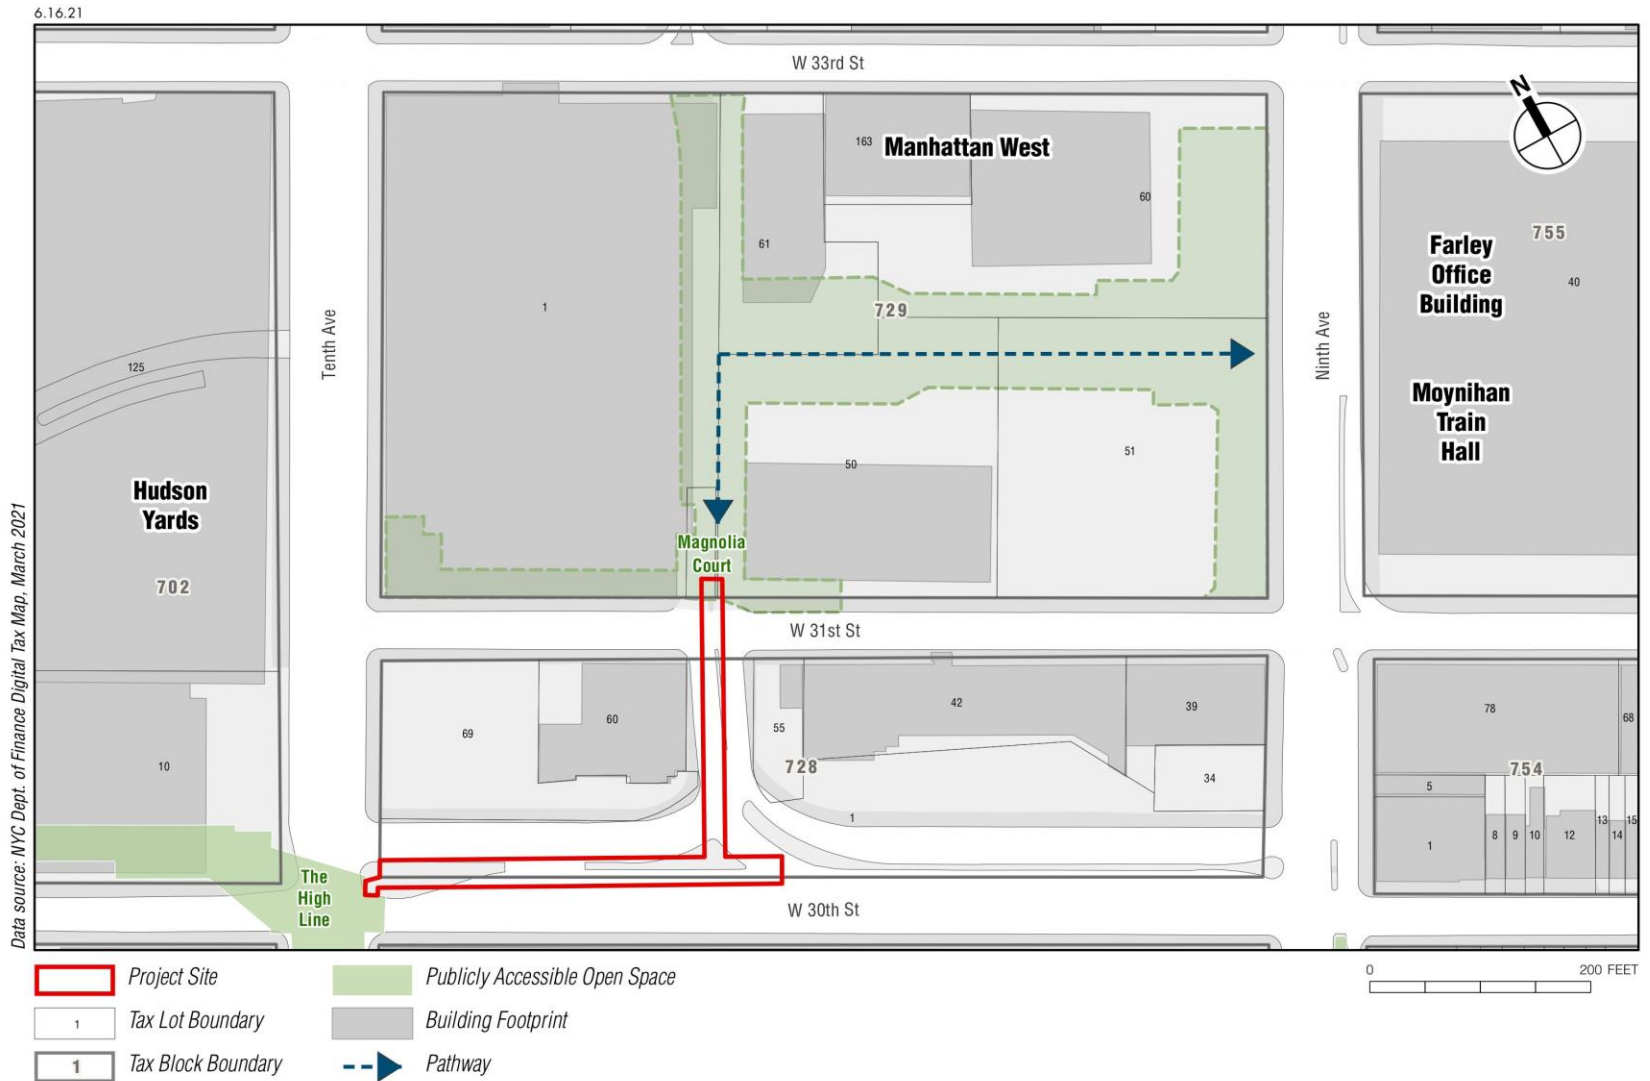 6.16.21
W 33rd St
N
163
Manhattan West
60
61
755
Farley
Office
Building
40
1
729
Tenth Ave
Ninth Ave
125
Moynihan
Train
Hall
50
51
Hudson
Yards
702
Magnolia
Court
W 31st St
69
60
55
42
39
34
728
1
78
68
754
5
1
8
9
10
12
13
14
15
10
The
High
Line
W 30th St
Data source: NYC Dept. of Finance Digital Tax Map, March 2021
Project Site
Publicly Accessible Open Space
0 200 FEET
1
Tax Lot Boundary
Building Footprint
1
Tax Block Boundary
Pathway